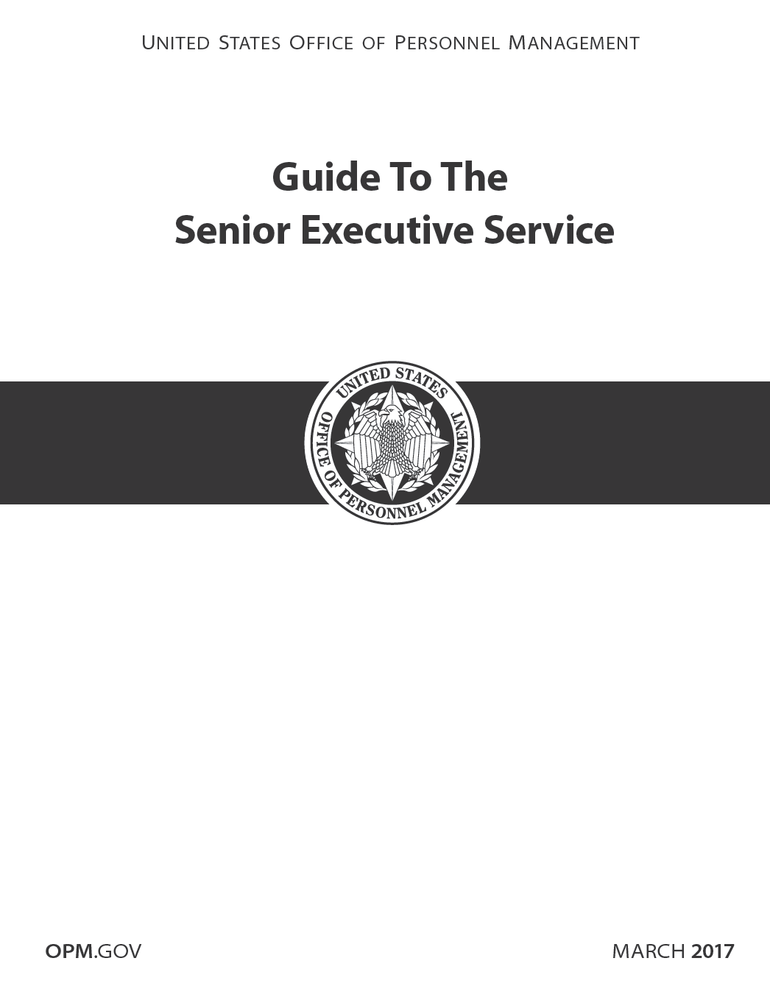 UNITED STATES OFFICE OF PERSONNEL MANAGEMENT
Guide To The
Senior Executive Service
UNITED STATES
OFFICE OF PERSONNEL MANAGEMENT
OPM.GOV
MARCH 2017